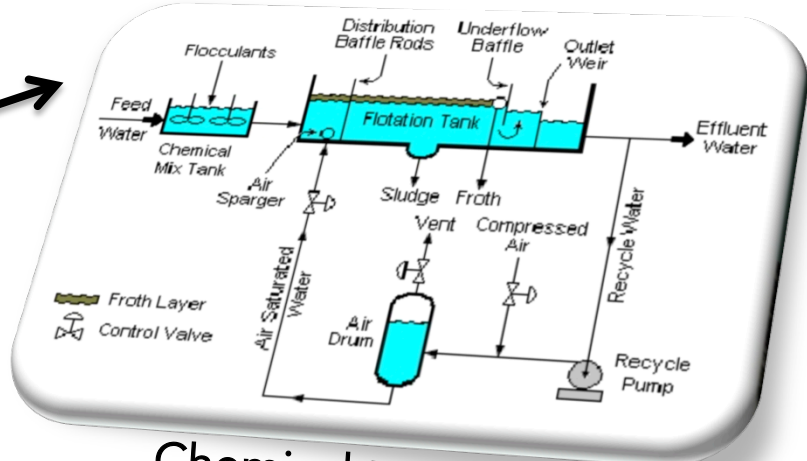 Distribution
Baffle Rods
Underflow
Baffle
Flocculants
Outlet
Weir
Feed
Water
Flotation Tank
Effluent
Water
Chemical
Mix Tank
Air
Sparger
Sludge
Froth
Vent
Compressed
Air
Recycle Water
Air Saturated
Water
Froth Layer
Control Valve
Air
Drum
Recycle
Pump